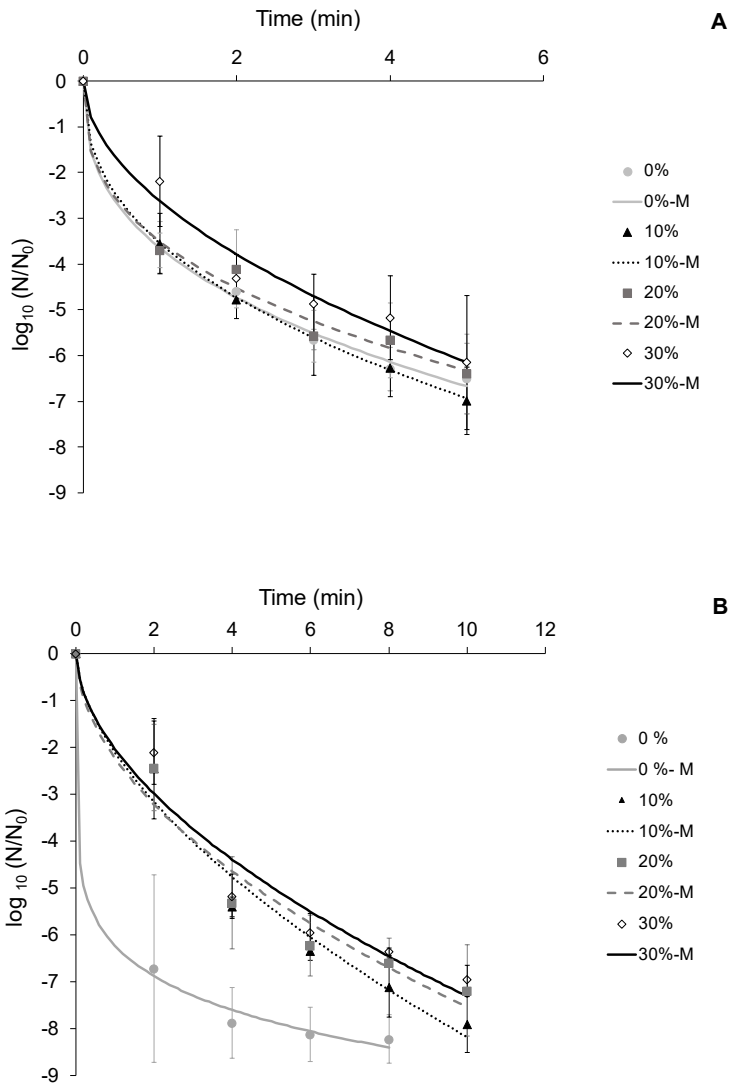 Time (min)
A
0 2 4 6
0
-1
-2
-3
-4
-5
-6
-7
-8
-9
log10 (N/N0)
0%
0%-M
10%
10%-M
20%
20%-M
30%
30%-M
Time (min)
B
0 2 4 6 8 10 12
0
-1
-2
-3
-4
-5
-6
-7
-8
-9
log 10 (N/N0)
0 %
0 %- M
10%
10%-M
20%
20%-M
30%
30%-M